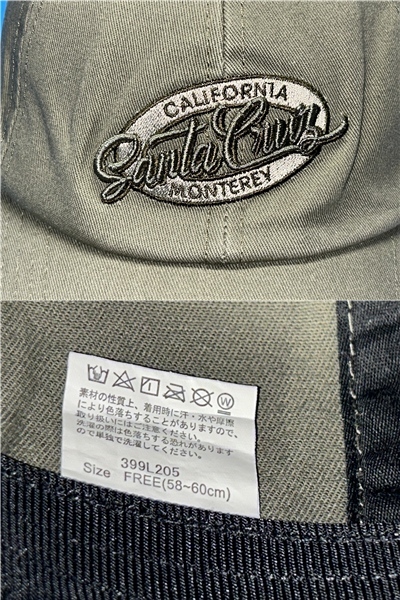 CALIFORNIA
Santa Cruz
MONTEREY
素材の性質上、着用時に汗・水や摩擦
により色落ちすることがありますので、
取り扱いにはご注意ください。
洗濯の際は色落ちする恐れがあります
ので単独で洗濯してください。
399L205
Size FREE(58~60cm)